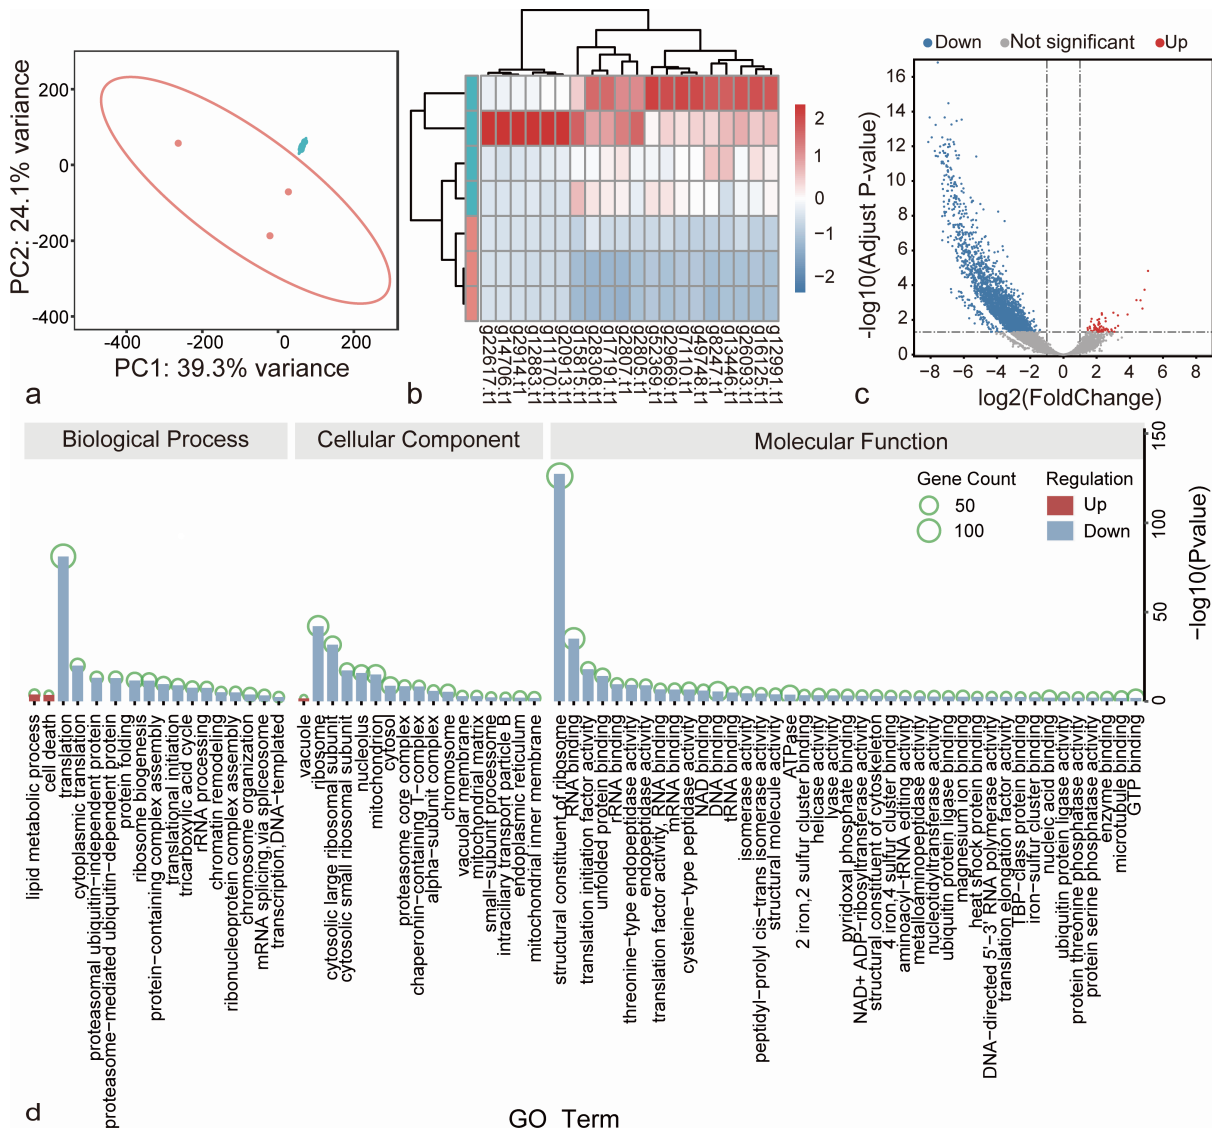 PC2: 24.1% variance
200
0
-200
-400
-400
-200
0
200
PC1: 39.3% variance
a
2
1
0
−1
−2
g23617.t1
g14706.t1
g2914.t1
g12883.t1
g11170.t1
g20913.t1
g15815.t1
g28308.t1
g17191.t1
g2807.t1
g2805.t1
g52369.t1
g29669.t1
g7110.t1
g49748.t1
g8247.t1
g13446.t1
g26093.t1
g16125.t1
g12991.t1
b
Down
Not significant
Up
-log10(Adjust P-value)
16
14
12
10
8
6
4
2
0
−8
−6
−4
−2
0
2
4
6
8
log2(FoldChange)
c
Biological Process
Cellular Component
Molecular Function
Gene Count
50
100
Regulation
Up
Down
150
100
50
0
−log10(Pvalue)
lipid metabolic process
cell death
translation
cytoplasmic translation
proteasomal ubiquitin−independent protein
proteasome−mediated ubiquitin−dependent protein
protein folding
ribosome biogenesis
protein−containing complex assembly
translational initiation
tricarboxylic acid cycle
rRNA processing
chromatin remodeling
ribonucleoprotein complex assembly
chromosome organization
mRNA splicing,via spliceosome
transcription,DNA−templated
vacuole
ribosome
cytosolic large ribosomal subunit
cytosolic small ribosomal subunit
nucleolus
mitochondrion
cytosol
proteasome core complex
chaperonin−containing T−complex
alpha−subunit complex
chromosome
vacuolar membrane
mitochondrial matrix
small−subunit processome
intraciliary transport particle B
endoplasmic reticulum
mitochondrial inner membrane
structural constituent of ribosome
RNA binding
translation initiation factor activity
unfolded protein binding
rRNA binding
threonine−type endopeptidase activity
endopeptidase activity
translation factor activity, RNA binding
mRNA binding
cysteine−type peptidase activity
NAD binding
DNA binding
tRNA binding
isomerase activity
peptidyl−prolyl cis−trans isomerase activity
structural molecule activity
ATPase
2 iron,2 sulfur cluster binding
helicase activity
lyase activity
pyridoxal phosphate binding
NAD+ ADP−ribosyltransferase activity
structural constituent of cytoskeleton
4 iron,4 sulfur cluster binding
aminoacyl−tRNA editing activity
metalloaminopeptidase activity
nucleotidyltransferase activity
ubiquitin protein ligase binding
magnesium ion binding
heat shock protein binding
DNA−directed 5'−3' RNA polymerase activity
translation elongation factor activity
TBP−class protein binding
iron−sulfur cluster binding
nucleic acid binding
ubiquitin protein ligase activity
protein threonine phosphatase activity
protein serine phosphatase activity
enzyme binding
microtubule binding
GTP binding
d
GO Term